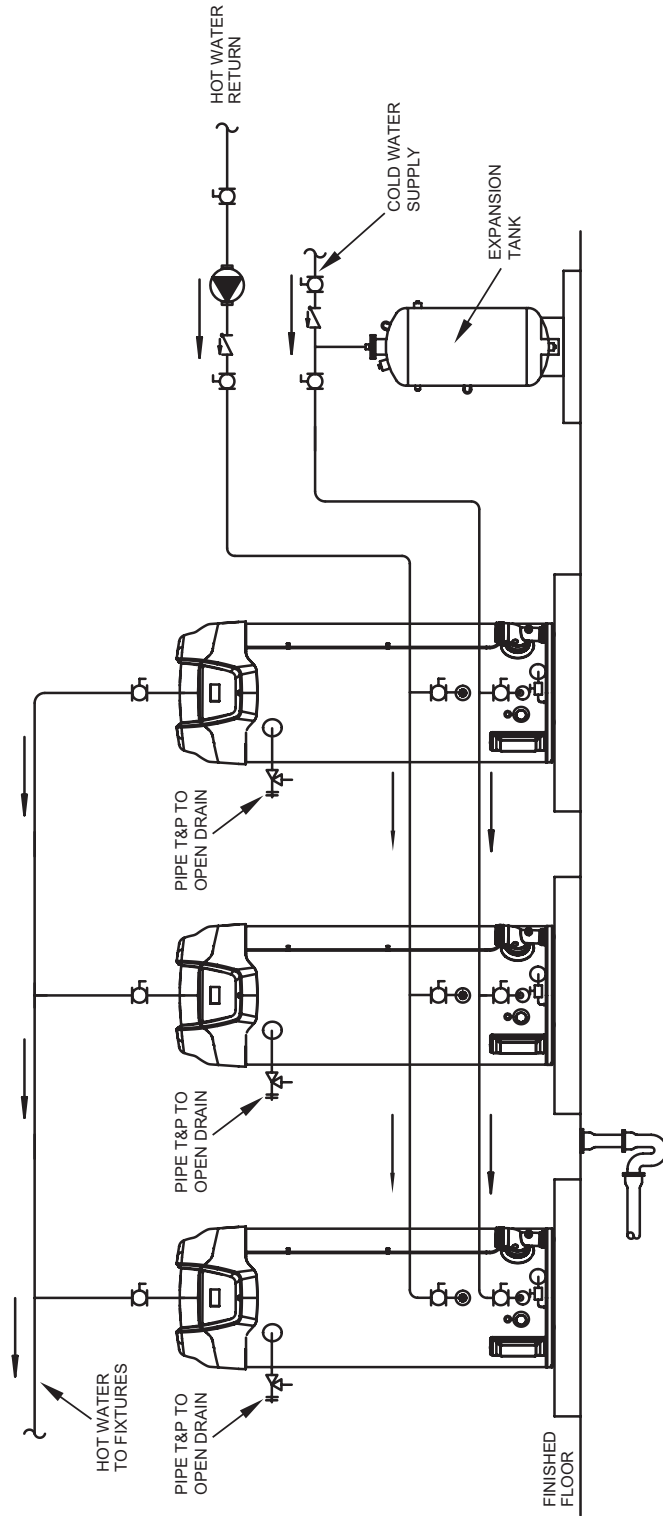 HOT WATER
TO FIXTURES
PIPE T&P TO
OPEN DRAIN
PIPE T&P TO
OPEN DRAIN
PIPE T&P TO
OPEN DRAIN
HOT WATER
RETURN
COLD WATER
SUPPLY
EXPANSION
TANK
FINISHED
FLOOR